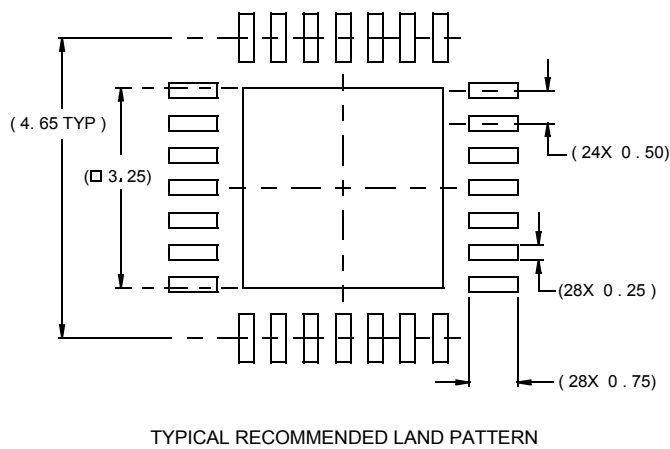 ( 4. 65 TYP )
(□ 3. 25)
( 24X 0 . 50)
(28X 0 . 25 )
( 28X 0 . 75)
TYPICAL RECOMMENDED LAND PATTERN